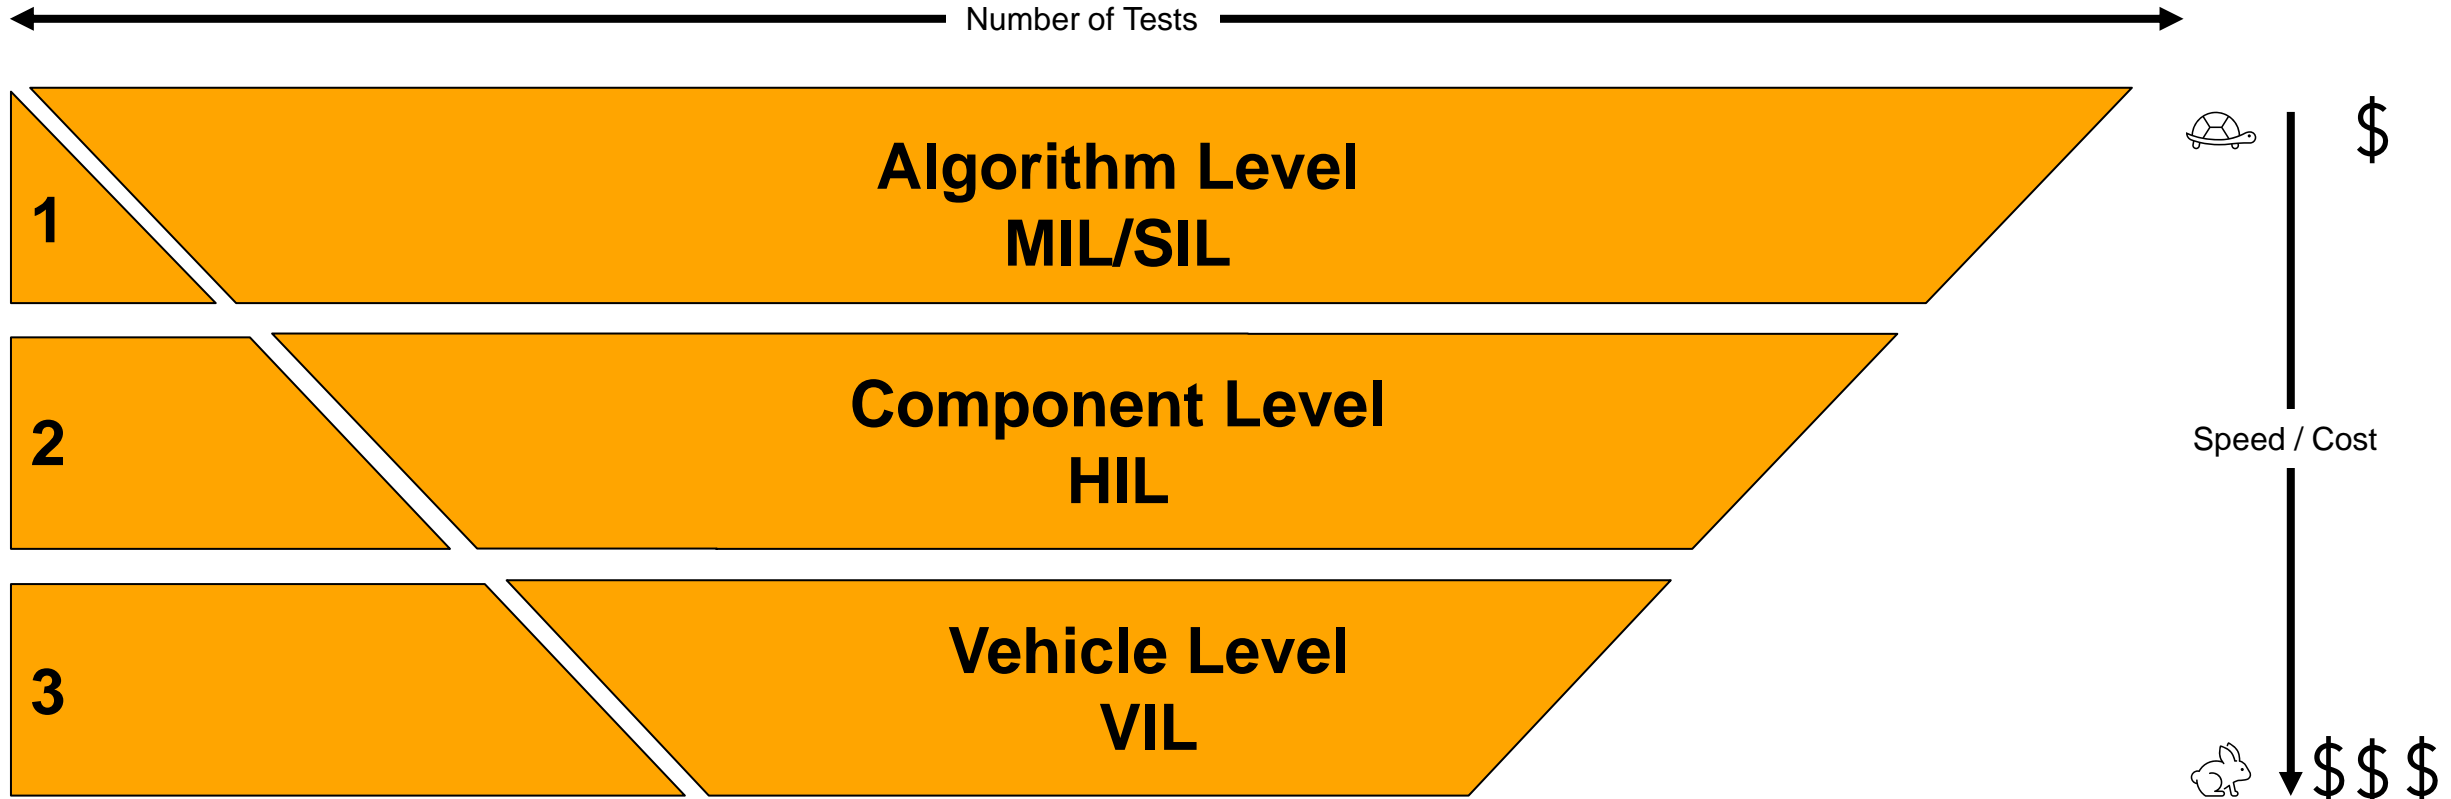 Number of Tests
1
Algorithm Level
MIL/SIL
$
2
Component Level
HIL
Speed / Cost
3
Vehicle Level
VIL
$$$